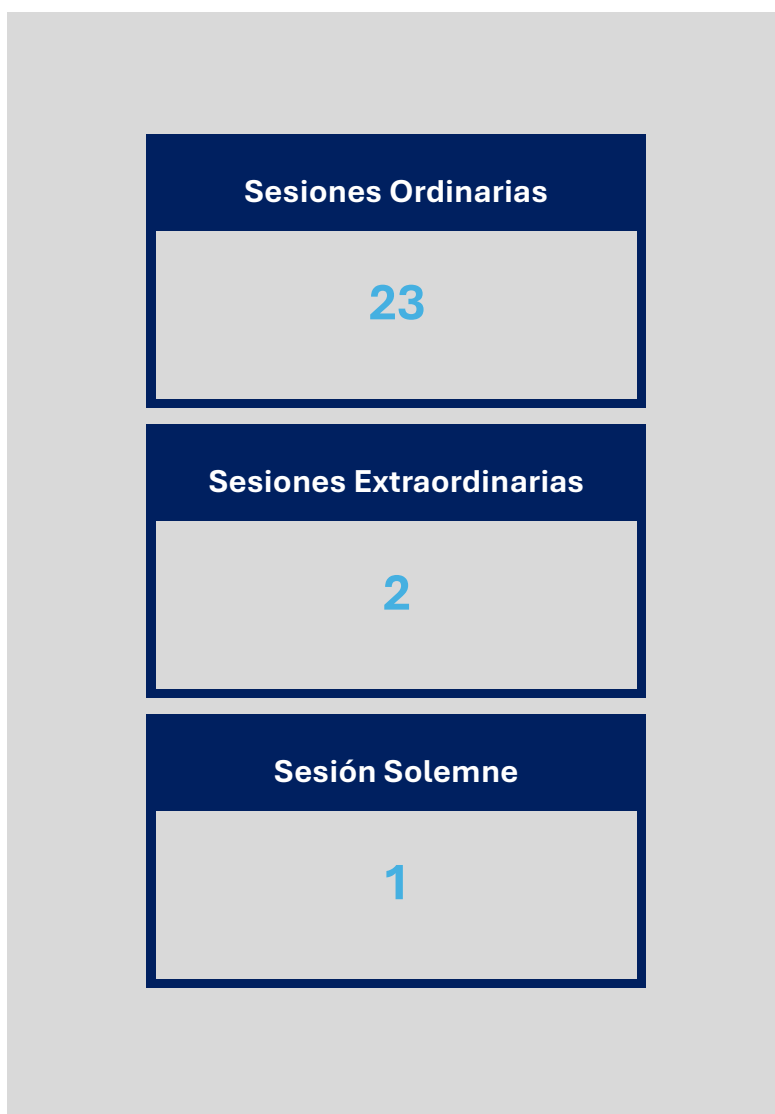 Sesiones Ordinarias
23
Sesiones Extraordinarias
2
Sesión Solemne
1